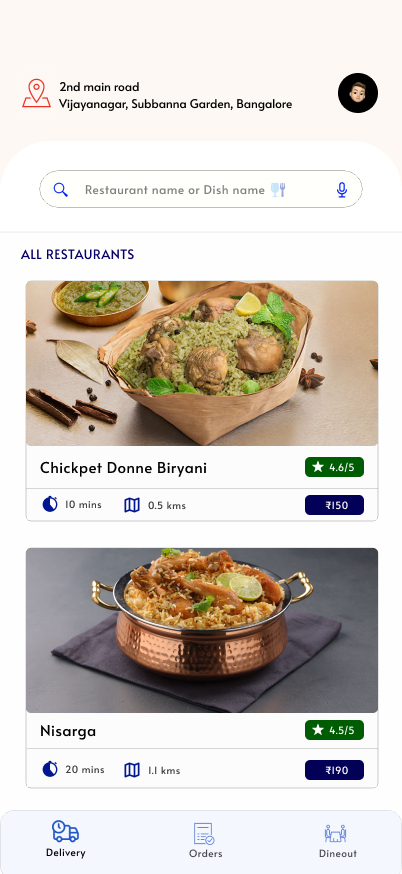 2nd main road
Vijayanagar, Subbanna Garden, Bangalore
Restaurant name or Dish name
ALL RESTAURANTS
Chickpet Donne Biryani
4.6/5
10 mins
0.5 kms
₹150
Nisarga
4.5/5
20 mins
1.1 kms
₹190
Delivery
Orders
Dineout